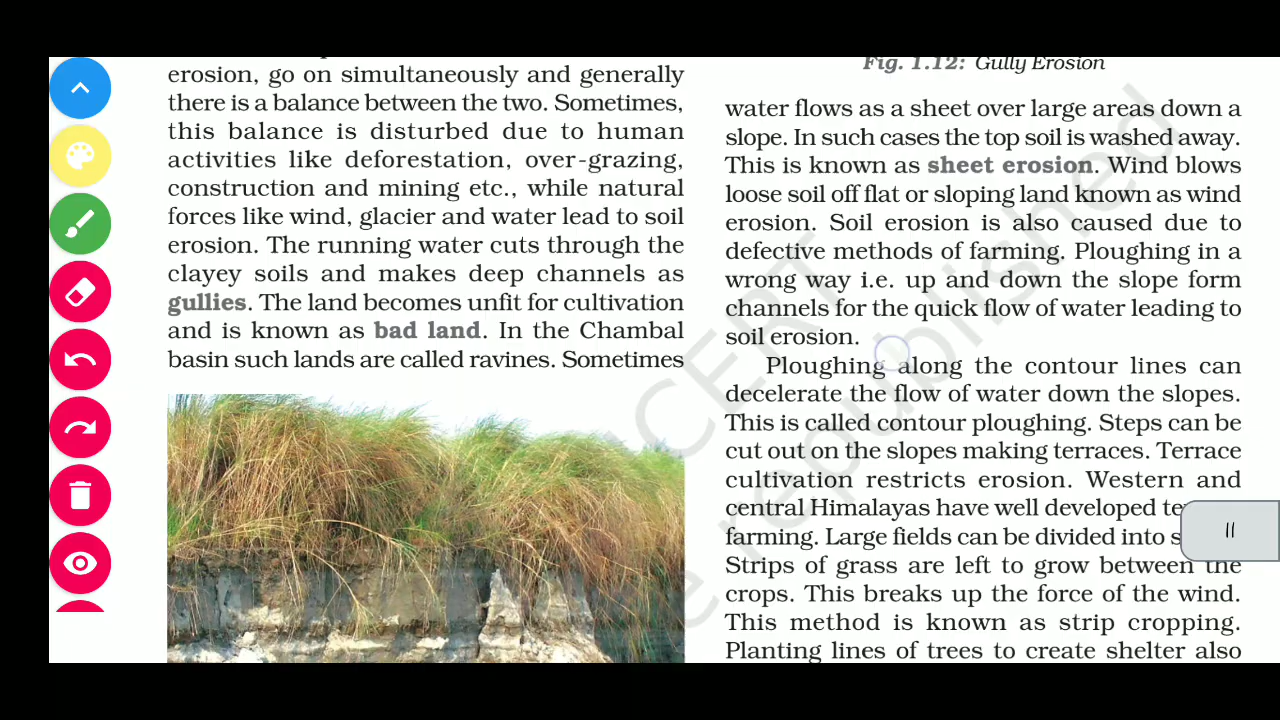 erosion, go on simultaneously and generally
there is a balance between the two. Sometimes,
this balance is disturbed due to human
activities like deforestation, over-grazing,
construction and mining etc., while natural
forces like wind, glacier and water lead to soil
erosion. The running water cuts through the
clayey soils and makes deep channels as
gullies. The land becomes unfit for cultivation
and is known as bad land. In the Chambal
basin such lands are called ravines. Sometimes
Fig. 1.12: Gully Erosion
water flows as a sheet over large areas down a
slope. In such cases the top soil is washed away.
This is known as sheet erosion. Wind blows
loose soil off flat or sloping land known as wind
erosion. Soil erosion is also caused due to
defective methods of farming. Ploughing in a
wrong way i.e. up and down the slope form
channels for the quick flow of water leading to
soil erosion.
Ploughing along the contour lines can
decelerate the flow of water down the slopes.
This is called contour ploughing. Steps can be
cut out on the slopes making terraces. Terrace
cultivation restricts erosion. Western and
central Himalayas have well developed
farming. Large fields can be divided into
Strips of grass are left to grow between the
crops. This breaks up the force of the wind.
This method is known as strip cropping.
Planting lines of trees to create shelter also
11
republished